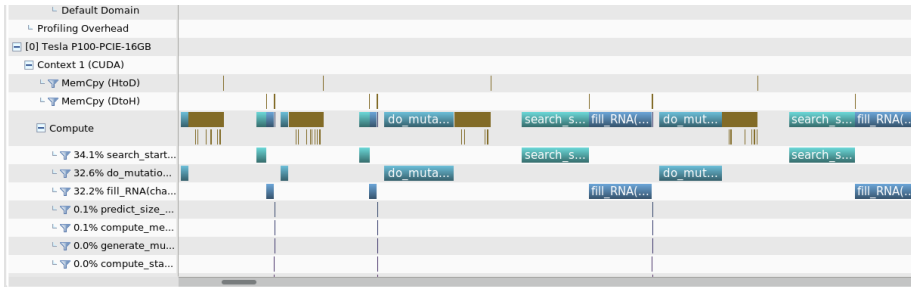 Default Domain
Profiling Overhead
[0] Tesla P100-PCIE-16GB
Context 1 (CUDA)
MemCpy (HtoD)
MemCpy (DtoH)
Compute
do_muta...
search_s... fill_RNA(...
do_mut...
search_s... fill_RNA(...
34.1% search_start...
search_s...
search_s...
32.6% do_mutatio...
do_muta...
do_mut...
32.2% fill_RNA(cha...
fill_RNA(...
fill_RNA(...
0.1% predict_size_...
0.1% compute_me...
0.0% generate_mu...
0.0% compute_sta...